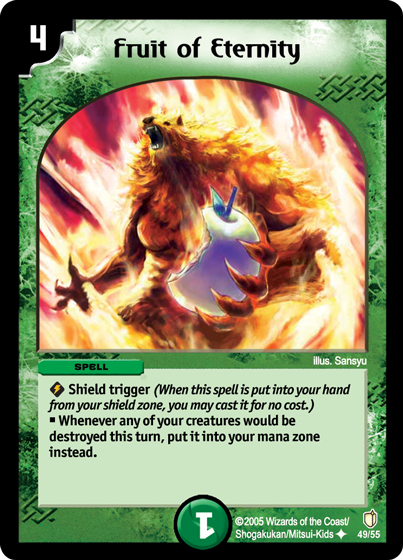 4
Fruit of Eternity
illus. Sansyu
SPELL
Shield trigger (When this spell is put into your hand
from your shield zone, you may cast it for no cost.)
▪ Whenever any of your creatures would be
destroyed this turn, put it into your mana zone
instead.
1
©2005 Wizards of the Coast/
Shogakukan/Mitsui-Kids ✦ 49/55